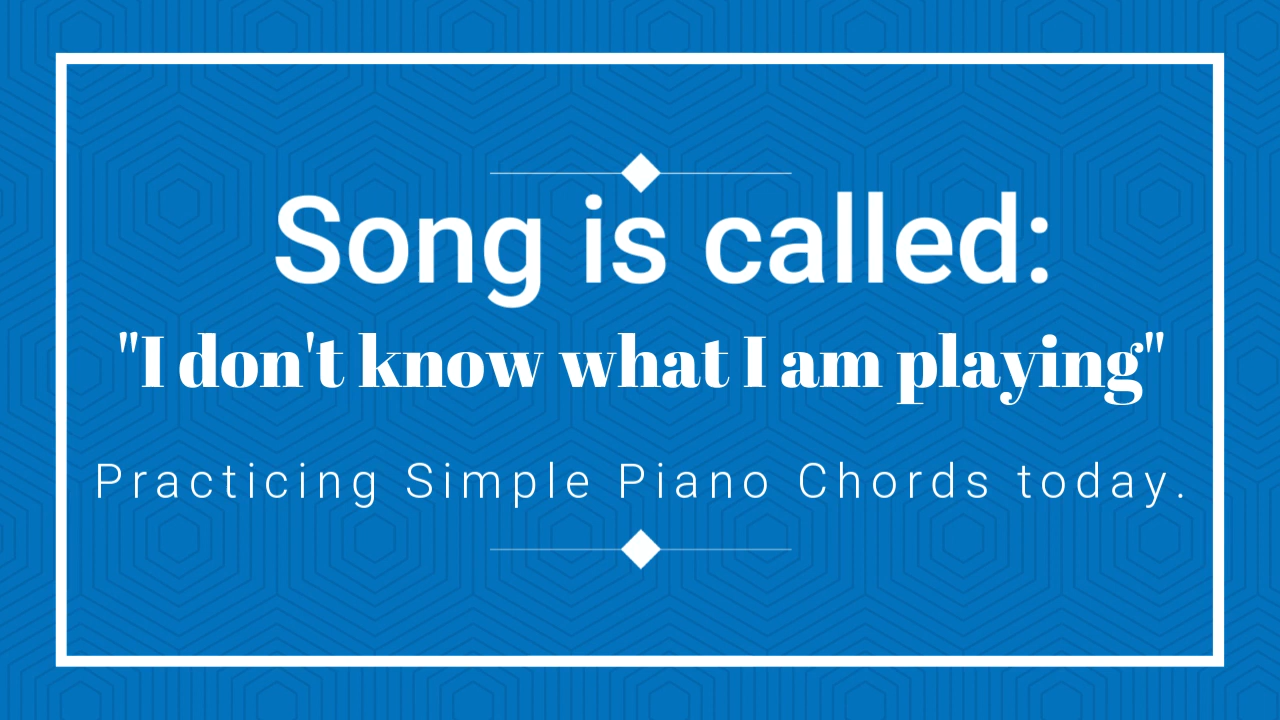 Song is called:
"I don't know what I am playing"
Practicing Simple Piano Chords today.